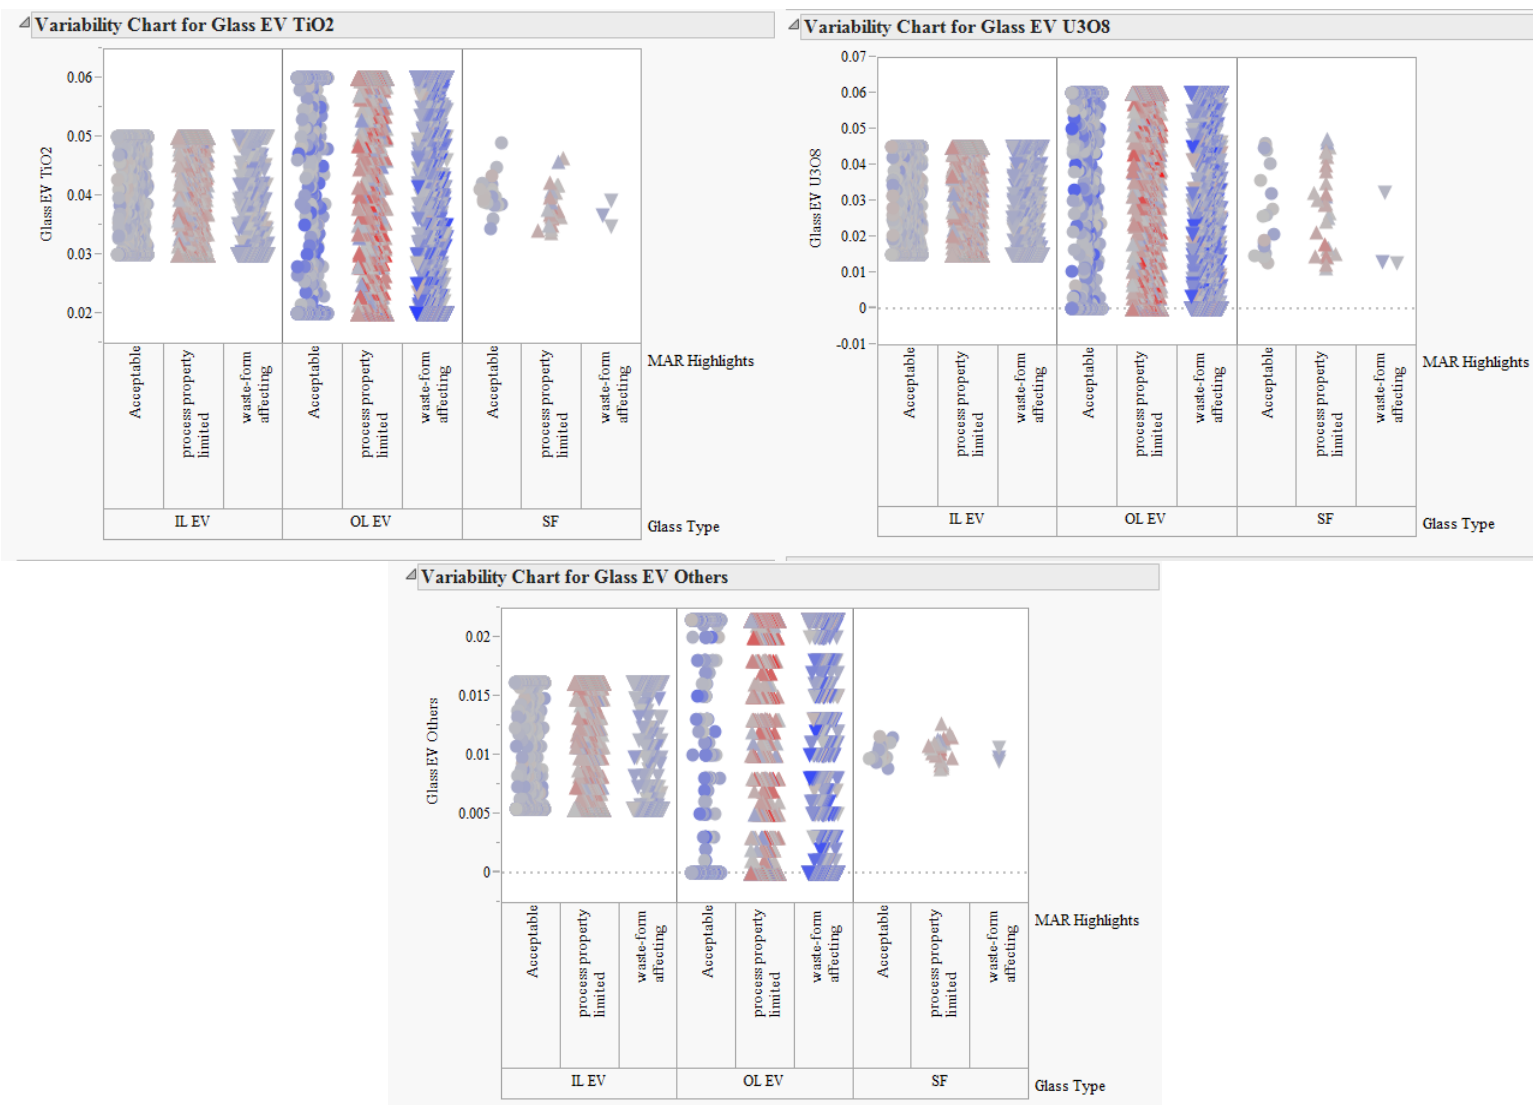 Variability Chart for Glass EV TiO2
Glass EV TiO2
0.06
0.05
0.04
0.03
0.02
Acceptable
process property
limited
waste-form
affecting
Acceptable
process property
limited
waste-form
affecting
Acceptable
process property
limited
waste-form
affecting
MAR Highlights
IL EV
OL EV
SF
Glass Type
Variability Chart for Glass EV U3O8
Glass EV U3O8
0.07
0.06
0.05
0.04
0.03
0.02
0.01
0
-0.01
Acceptable
process property
limited
waste-form
affecting
Acceptable
process property
limited
waste-form
affecting
Acceptable
process property
limited
waste-form
affecting
MAR Highlights
IL EV
OL EV
SF
Glass Type
Variability Chart for Glass EV Others
Glass EV Others
0.02
0.015
0.01
0.005
0
Acceptable
process property
limited
waste-form
affecting
Acceptable
process property
limited
waste-form
affecting
Acceptable
process property
limited
waste-form
affecting
MAR Highlights
IL EV
OL EV
SF
Glass Type